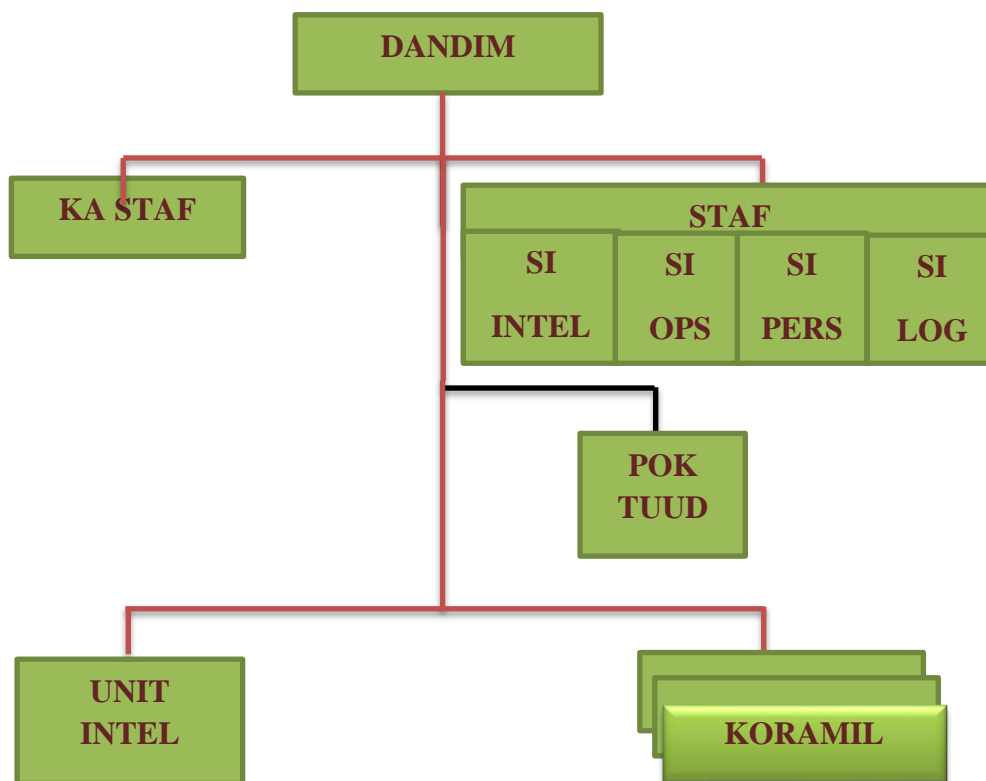 DANDIM
KA STAF
STAF
SI
INTEL
SI
OPS
SI
PERS
SI
LOG
POK
TUUD
UNIT
INTEL
KORAMIL